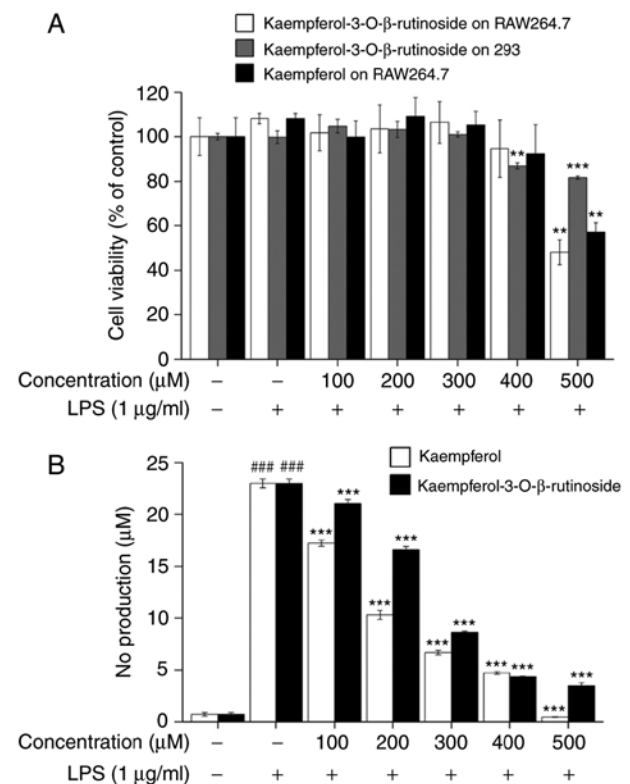 A
Kaempferol-3-O-β-rutinoside on RAW264.7
Kaempferol-3-O-β-rutinoside on 293
Kaempferol on RAW264.7
120
100
80
60
40
20
0
Cell viability (% of control)
** *** ** **
Concentration (μM) – – 100 200 300 400 500
LPS (1 μg/ml) – + + + + + +
B
Kaempferol
Kaempferol-3-O-β-rutinoside
25
20
15
10
5
0
No production (μM)
### ###
*** ***
*** ***
*** ***
*** ***
*** ***
Concentration (μM) – – 100 200 300 400 500
LPS (1 μg/ml) – + + + + + +